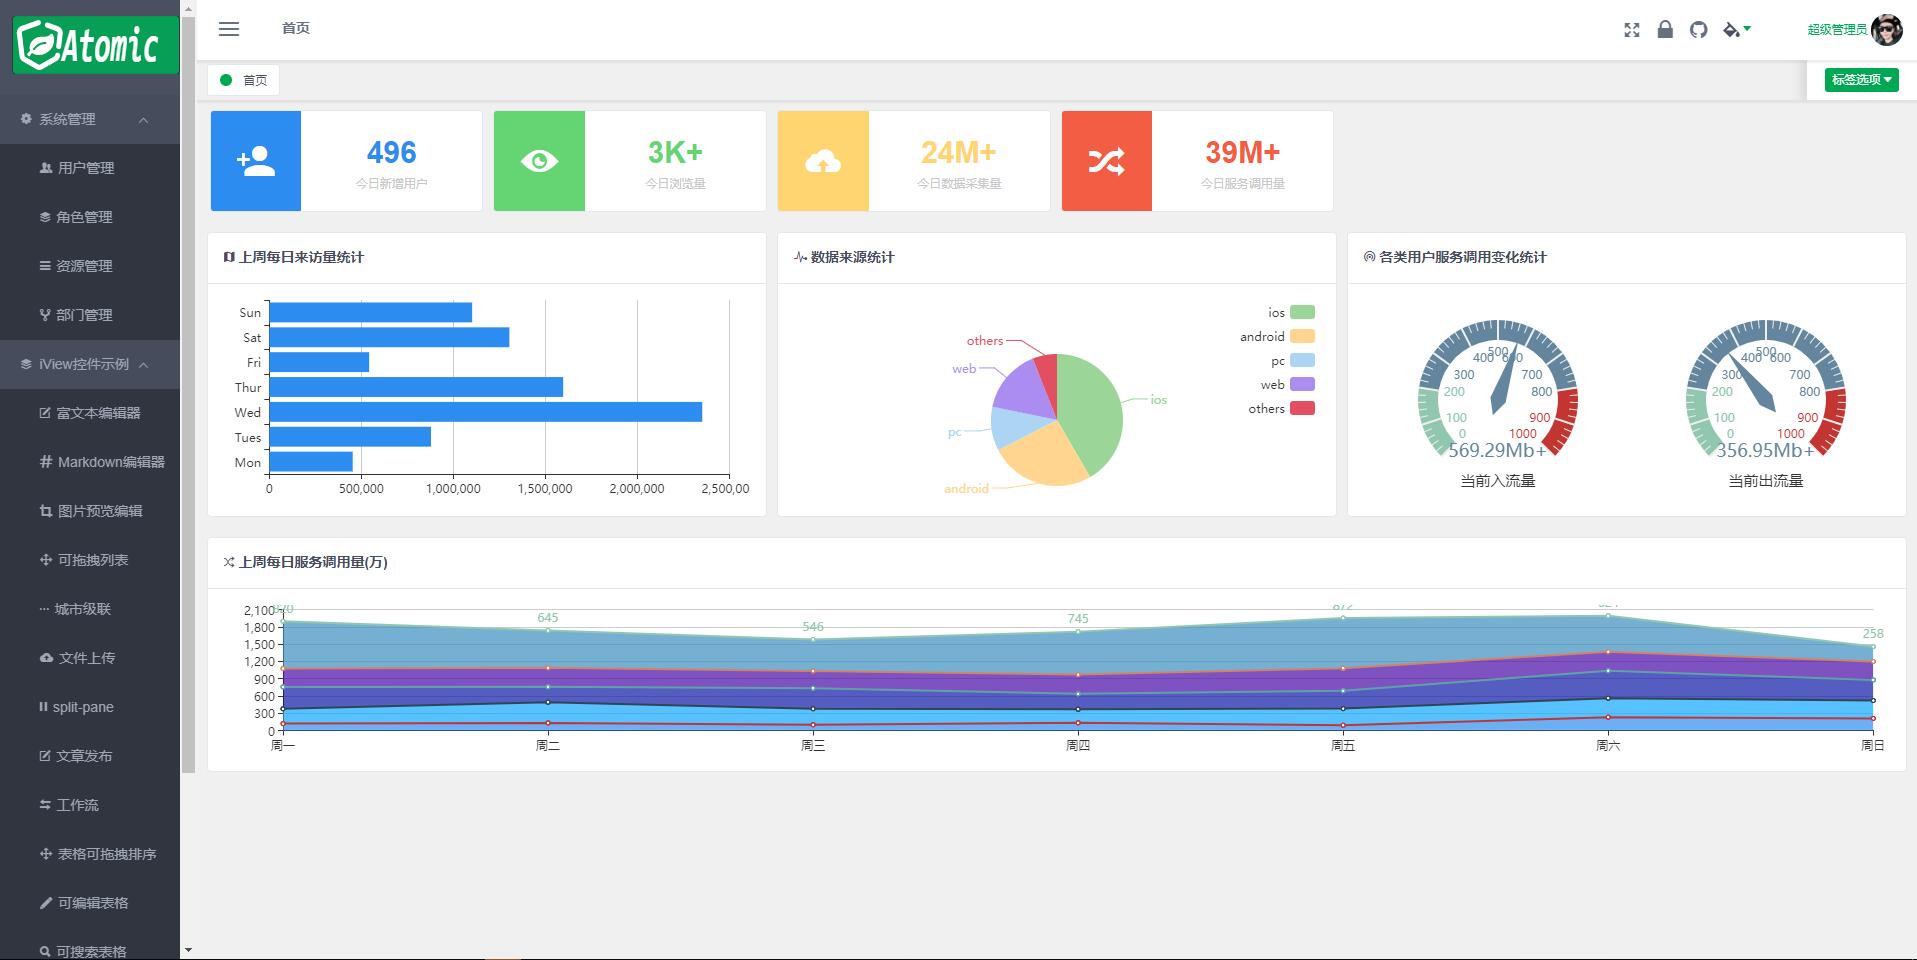 Atomic
首页
超级管理员
首页
标签选项
系统管理
用户管理
角色管理
资源管理
部门管理
iView控件示例
富文本编辑器
Markdown编辑器
图片预览编辑
可拖拽列表
城市级联
文件上传
split-pane
文章发布
工作流
表格可拖拽排序
可编辑表格
可搜索表格
496
今日新增用户
3K+
今日浏览量
24M+
今日数据采集量
39M+
今日服务调用量
上周每日来访量统计
Sun
Sat
Fri
Thur
Wed
Tues
Mon
0 500,000 1,000,000 1,500,000 2,000,000 2,500,00
数据来源统计
ios
android
pc
web
others
others
web
pc
android
ios
各类用户服务调用变化统计
0
100
200
300
400
500
600
700
800
900
1000
569.29Mb+
当前入流量
0
100
200
300
400
500
600
700
800
900
1000
356.95Mb+
当前出流量
上周每日服务调用量(万)
2,100
1,800
1,500
1,200
900
600
300
0
645
546
745
258
周一 周二 周三 周四 周五 周六 周日